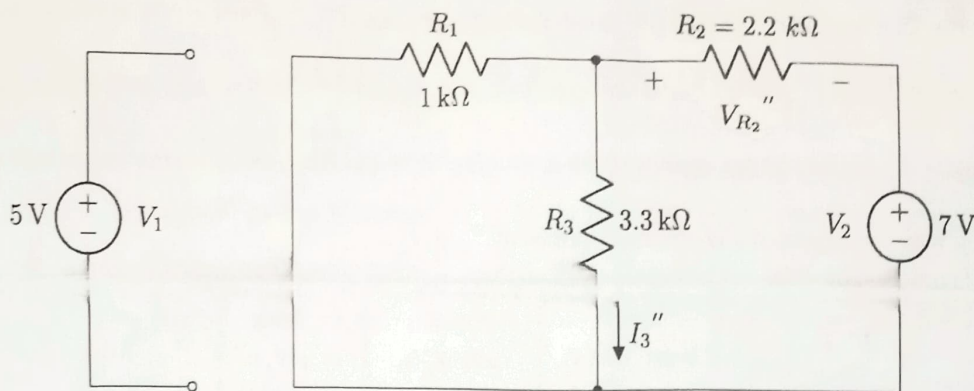 R₁
R₂ = 2.2 kΩ
+
−
1 kΩ
V_R₂″
5 V
+
−
V₁
R₃
3.3 kΩ
V₂
+
−
7 V
I₃″